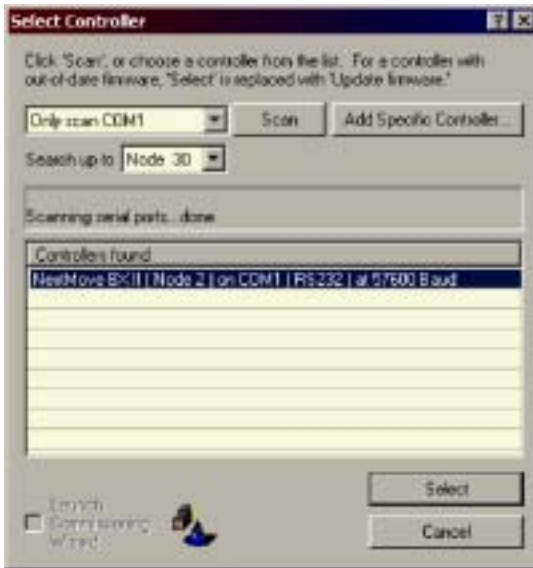 Select Controller
Click 'Scan', or choose a controller from the list. For a controller with
out-of-date firmware, 'Select' is replaced with 'Update firmware.'
Only scan COM1
Scan
Add Specific Controller...
Search up to Node 30
Scanning serial ports...done
Controllers found
NextMove BX II ( Node 2 ) on COM1 ( RS232 ) at 57600 Baud
Select
Launch
Commissioning
Wizard
Cancel